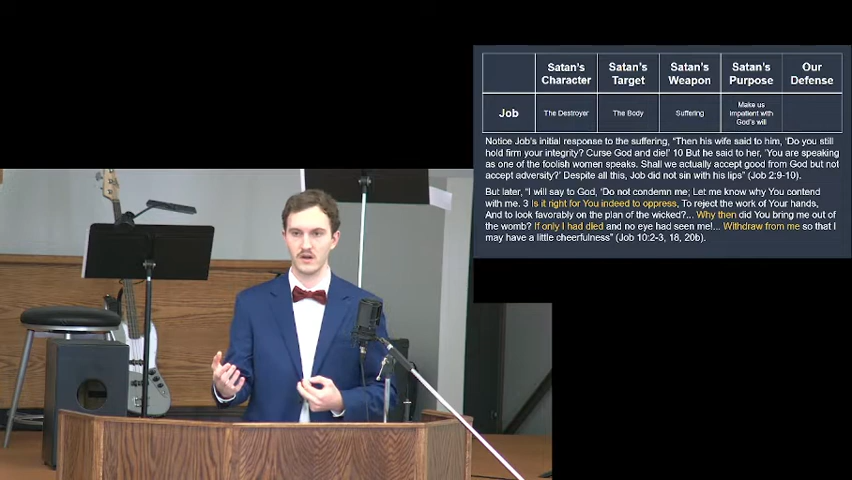 Satan's Character Satan's Target Satan's Weapon Satan's Purpose Our Defense
Job The Destroyer The Body Suffering Make us impatient with God's will
Notice Job's initial response to the suffering, "Then his wife said to him, 'Do you still
hold firm your integrity? Curse God and die!' 10 But he said to her, 'You are speaking
as one of the foolish women speaks. Shall we actually accept good from God but not
accept adversity?' Despite all this, Job did not sin with his lips" (Job 2:9-10).
But later, "I will say to God, 'Do not condemn me; Let me know why You contend
with me. 3 Is it right for You indeed to oppress, To reject the work of Your hands,
And to look favorably on the plan of the wicked?... Why then did You bring me out of
the womb? If only I had died and no eye had seen me!... Withdraw from me so that I
may have a little cheerfulness" (Job 10:2-3, 18, 20b).